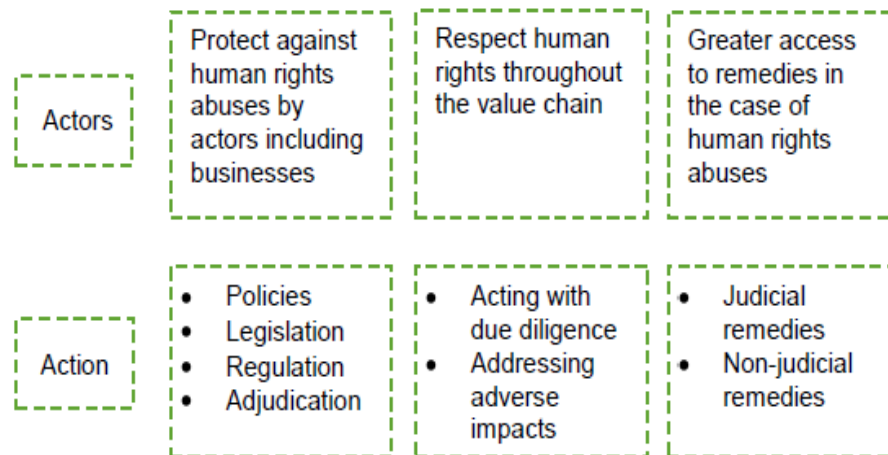 Actors
Protect against
human rights
abuses by
actors including
businesses
Respect human
rights throughout
the value chain
Greater access
to remedies in
the case of
human rights
abuses
Action
• Policies
• Legislation
• Regulation
• Adjudication
• Acting with
due diligence
• Addressing
adverse
impacts
• Judicial
remedies
• Non-judicial
remedies